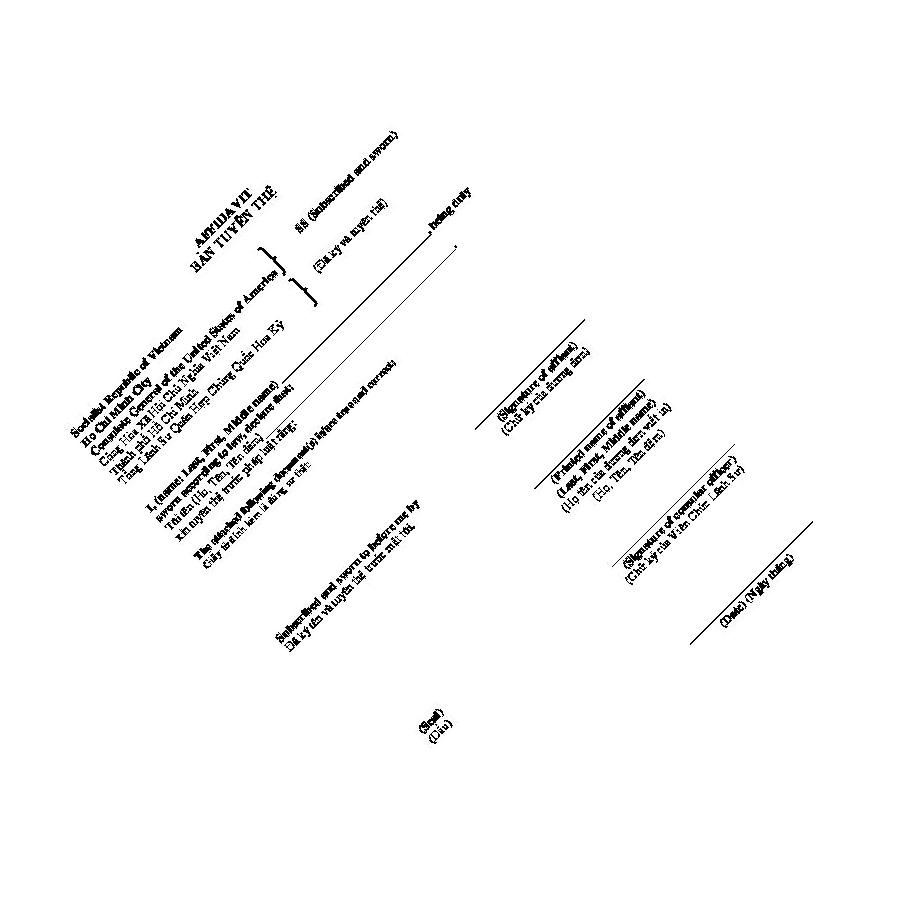 AFFIDAVIT
BẢN TUYÊN THỆ
Socialist Republic of Vietnam
Ho Chi Minh City
Consulate General of the United States of America
SS (Subscribed and sworn)
Cộng Hòa Xã Hội Chủ Nghĩa Việt Nam
Thành phố Hồ Chí Minh
Tổng Lãnh Sự Quán Hợp Chủng Quốc Hoa Kỳ
(Đã ký và tuyên thệ)
I, (name: Last, First, Middle name) , being duly
sworn according to law, declare that:
Tôi tên (Họ, Tên, Tên đệm) ,
xin tuyên thệ trước pháp luật rằng:
The attached following document(s) is/are true and correct:
Giấy tờ đính kèm là đúng sự thật:
(Signature of affiant)
(Chữ ký của đương đơn)
(Printed name of affiant)
(Last, First, Middle name)
(Họ tên của đương đơn viết in)
(Họ, Tên, Tên đệm)
Subscribed and sworn to before me by
Đã ký tên và tuyên thệ trước mặt tôi,
(Signature of consular officer)
(Chữ ký của Viên Chức Lãnh Sự)
(Date) (Ngày tháng)
(Seal)
(Dấu)